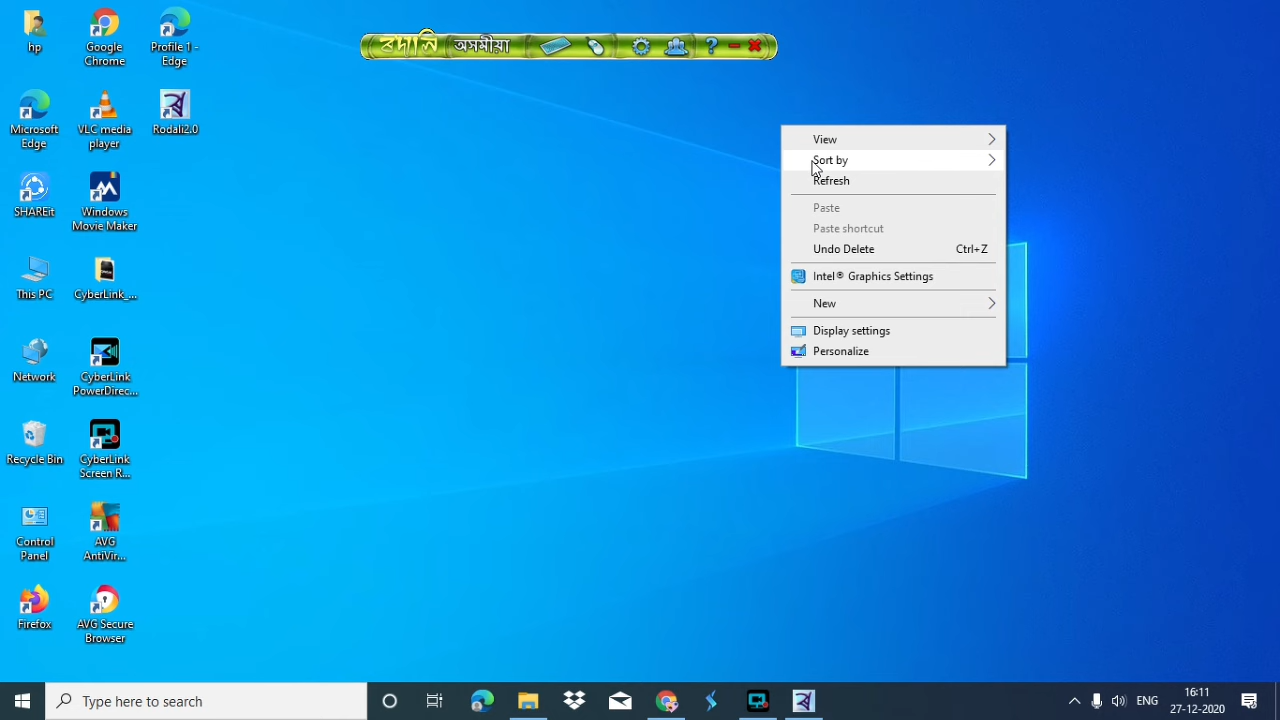 hp
Google Chrome
Profile 1 - Edge
ৰদালি অসমীয়া ?
Microsoft Edge
VLC media player
Rodali2.0
SHAREit
Windows Movie Maker
This PC
CyberLink_...
Network
CyberLink PowerDirec...
Recycle Bin
CyberLink Screen R...
Control Panel
AVG AntiVir...
Firefox
AVG Secure Browser
View
Sort by
Refresh
Paste
Paste shortcut
Undo Delete Ctrl+Z
Intel® Graphics Settings
New
Display settings
Personalize
Type here to search
ENG
16:11
27-12-2020